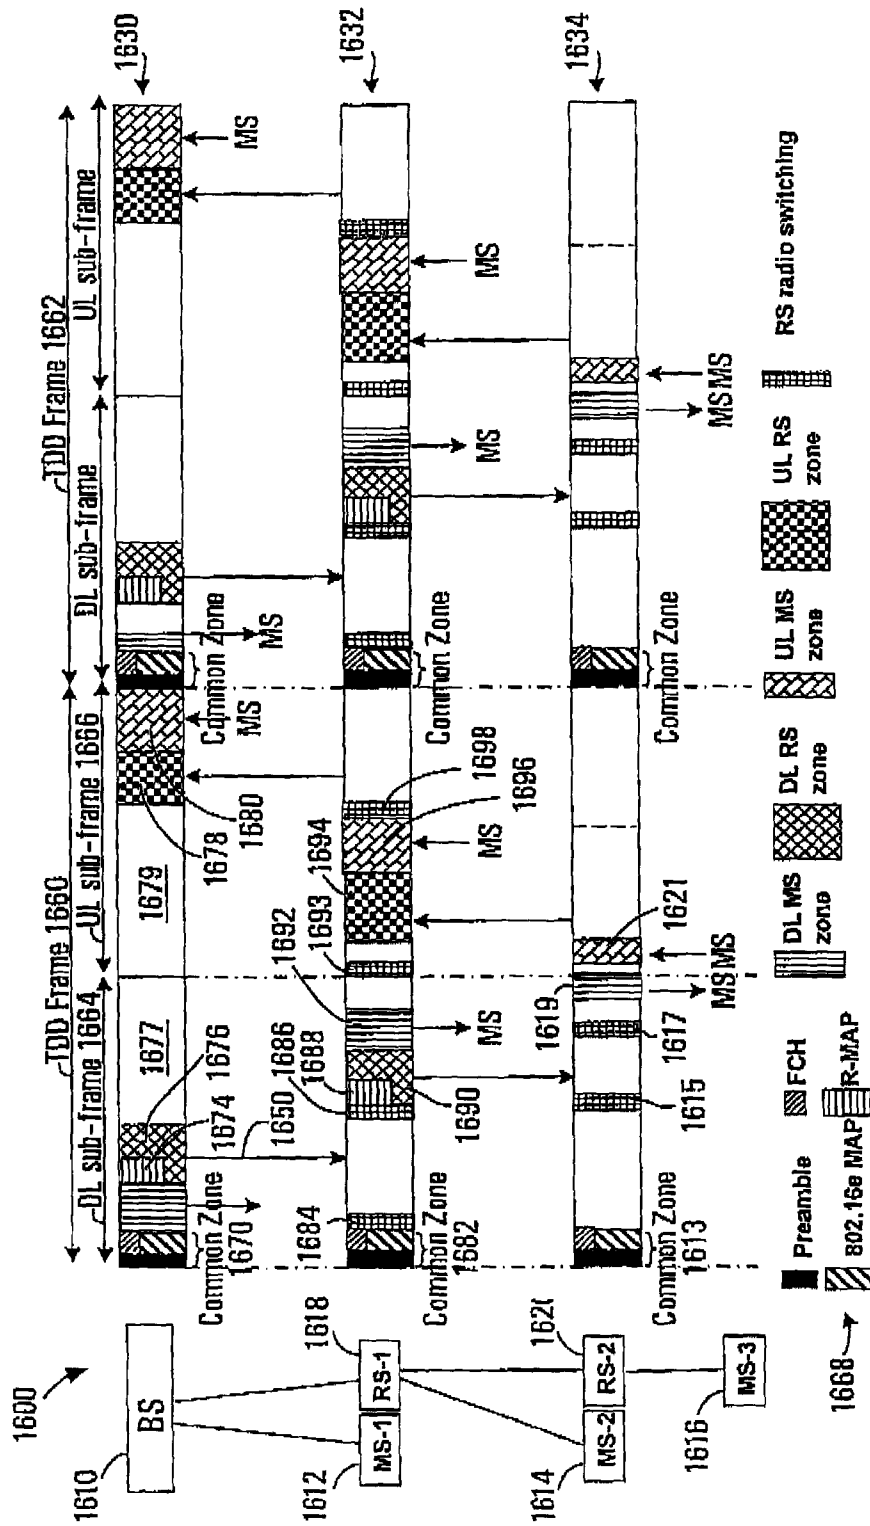 1600
1610
BS
1612
MS-1
RS-1
1618
1614
MS-2
RS-2
162(
1616
MS-3
TDD Frame 1660
TDD Frame 1662
DL sub-frame 1664
UL sub-frame 1666
DL sub-frame
UL sub-frame
1630
1677
1679
Common Zone
1670
1674
1676
1650
1678
1680
MS
Common Zone
MS
MS
1632
1684
1686
1688
1692
1693
1694
Common Zone
1682
1690
MS
MS
1696
1698
Common Zone
MS
MS
1634
Common Zone
1613
1615
1617
1619
MS
MS
1621
Common Zone
MS
MS
1668
Preamble
FCH
802.16e MAP
R-MAP
DL MS
zone
DL RS
zone
UL MS
zone
UL RS
zone
RS radio switching